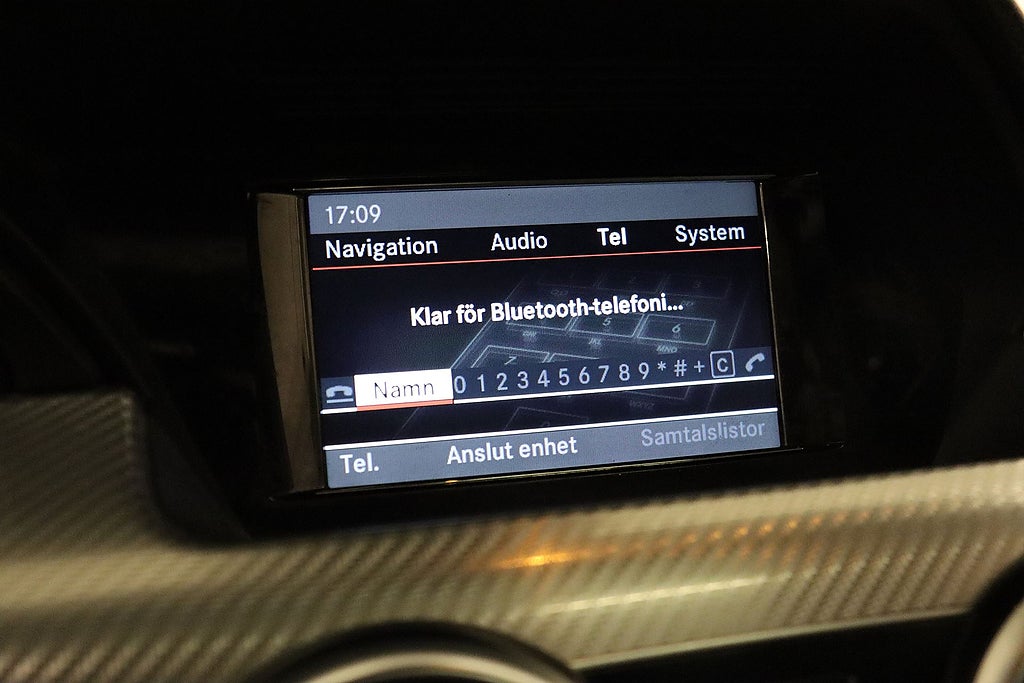 17:09
Navigation Audio Tel System
Klar för Bluetooth-telefoni...
Namn 0 1 2 3 4 5 6 7 8 9 * # + C
Tel. Anslut enhet Samtalslistor